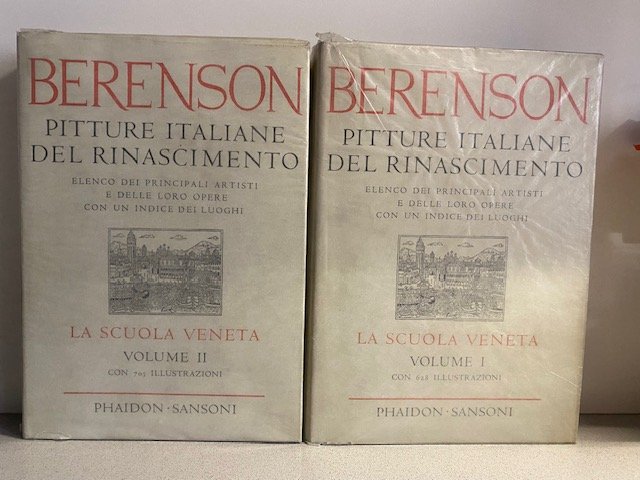 BERENSON
PITTURE ITALIANE
DEL RINASCIMENTO
ELENCO DEI PRINCIPALI ARTISTI
E DELLE LORO OPERE
CON UN INDICE DEI LUOGHI
LA SCUOLA VENETA
VOLUME II
CON 705 ILLUSTRAZIONI
PHAIDON · SANSONI
BERENSON
PITTURE ITALIANE
DEL RINASCIMENTO
ELENCO DEI PRINCIPALI ARTISTI
E DELLE LORO OPERE
CON UN INDICE DEI LUOGHI
LA SCUOLA VENETA
VOLUME I
CON 628 ILLUSTRAZIONI
PHAIDON · SANSONI